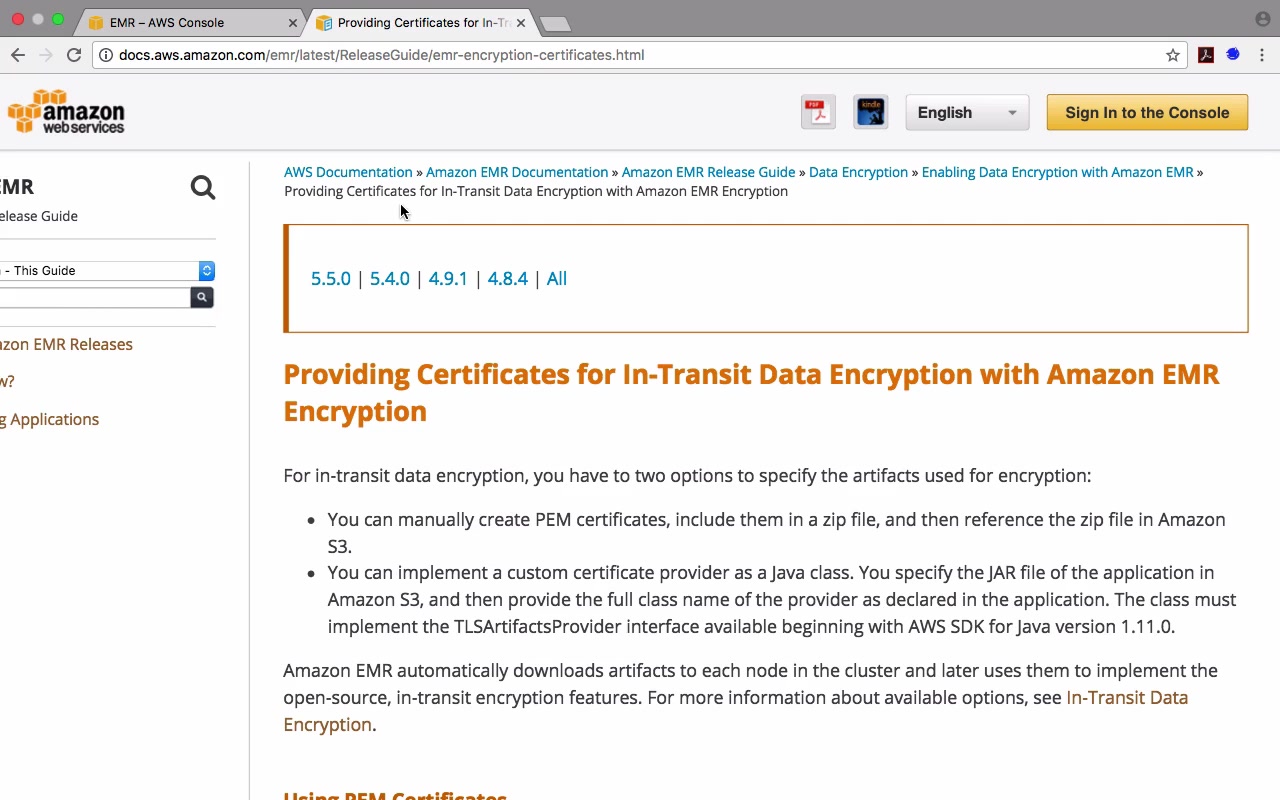 EMR – AWS Console
Providing Certificates for In-Tr
docs.aws.amazon.com/emr/latest/ReleaseGuide/emr-encryption-certificates.html
amazon
web services
PDF
kindle
English
Sign In to the Console
EMR
elease Guide
- This Guide
azon EMR Releases
w?
g Applications
AWS Documentation » Amazon EMR Documentation » Amazon EMR Release Guide » Data Encryption » Enabling Data Encryption with Amazon EMR »
Providing Certificates for In-Transit Data Encryption with Amazon EMR Encryption
5.5.0 | 5.4.0 | 4.9.1 | 4.8.4 | All
Providing Certificates for In-Transit Data Encryption with Amazon EMR
Encryption
For in-transit data encryption, you have to two options to specify the artifacts used for encryption:
• You can manually create PEM certificates, include them in a zip file, and then reference the zip file in Amazon
S3.
• You can implement a custom certificate provider as a Java class. You specify the JAR file of the application in
Amazon S3, and then provide the full class name of the provider as declared in the application. The class must
implement the TLSArtifactsProvider interface available beginning with AWS SDK for Java version 1.11.0.
Amazon EMR automatically downloads artifacts to each node in the cluster and later uses them to implement the
open-source, in-transit encryption features. For more information about available options, see In-Transit Data
Encryption.
Using PEM Certificates